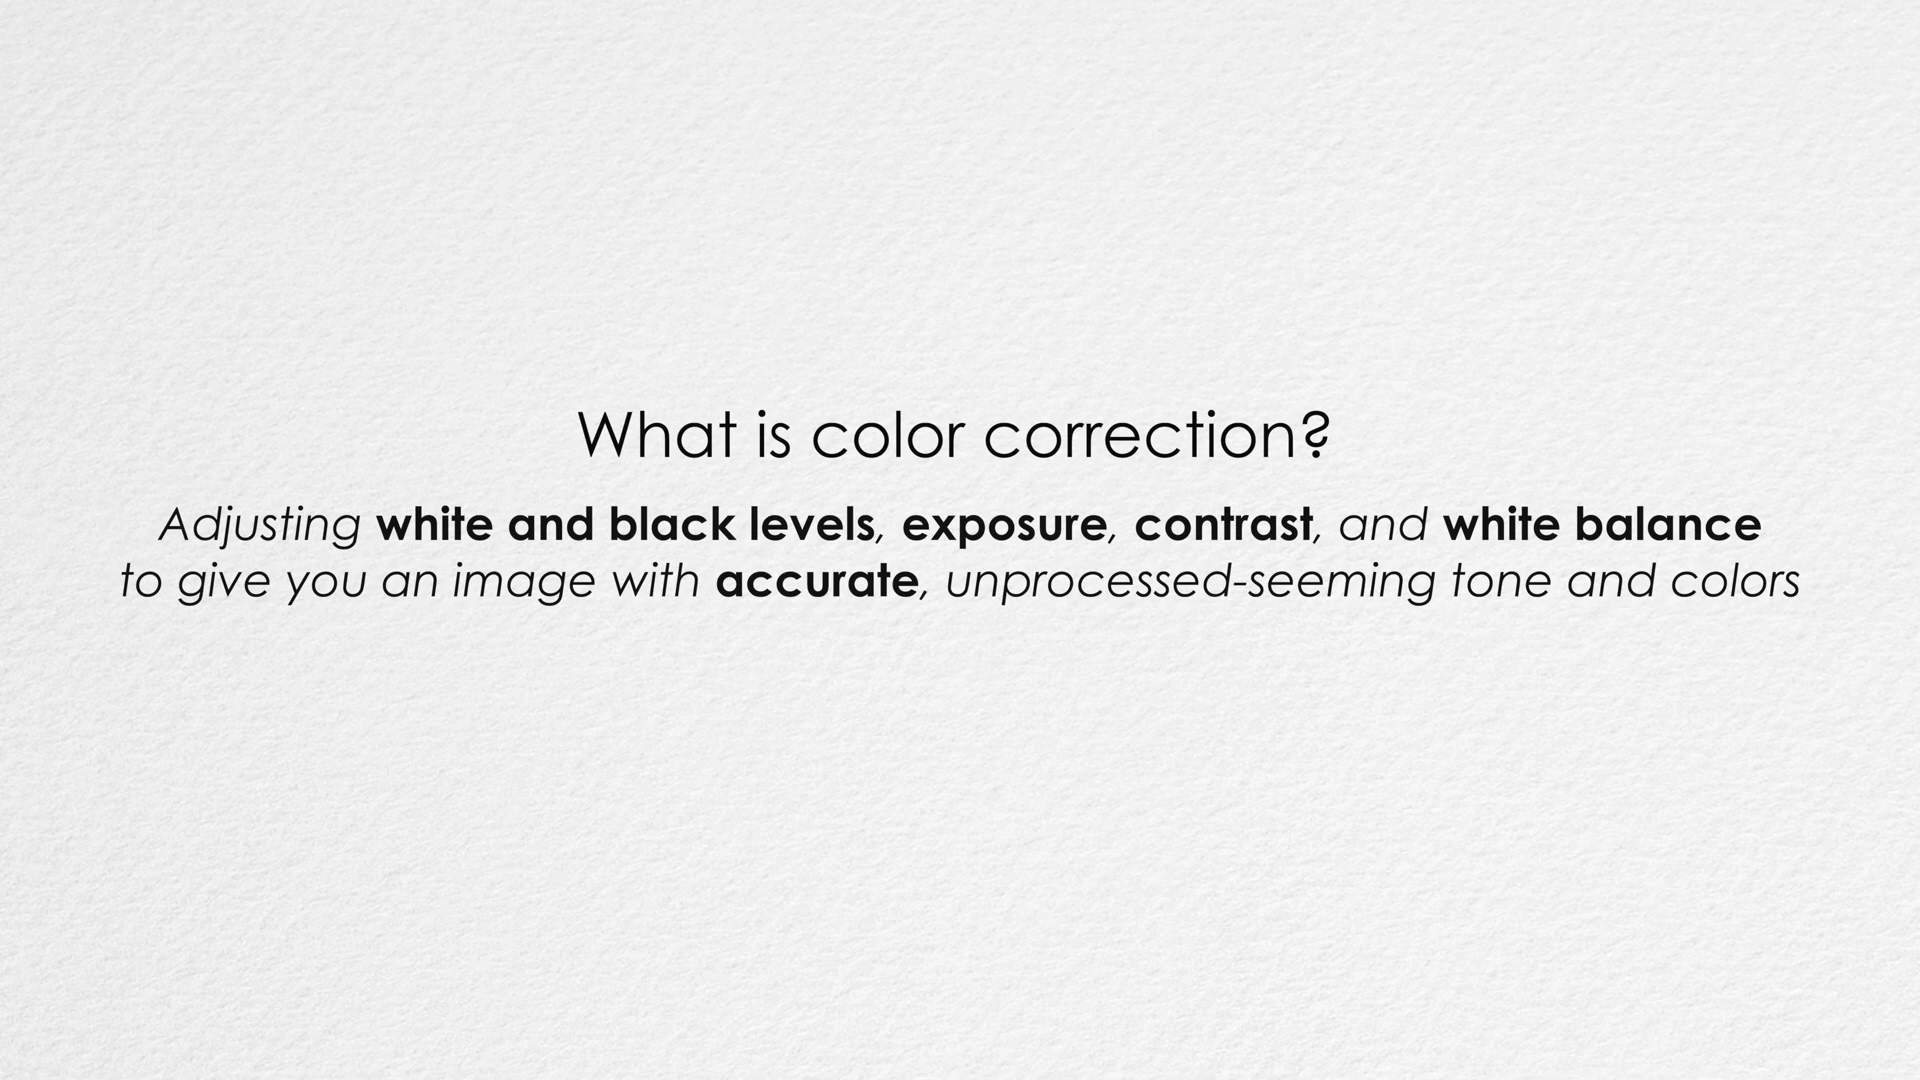 What is color correction?
Adjusting white and black levels, exposure, contrast, and white balance
to give you an image with accurate, unprocessed-seeming tone and colors